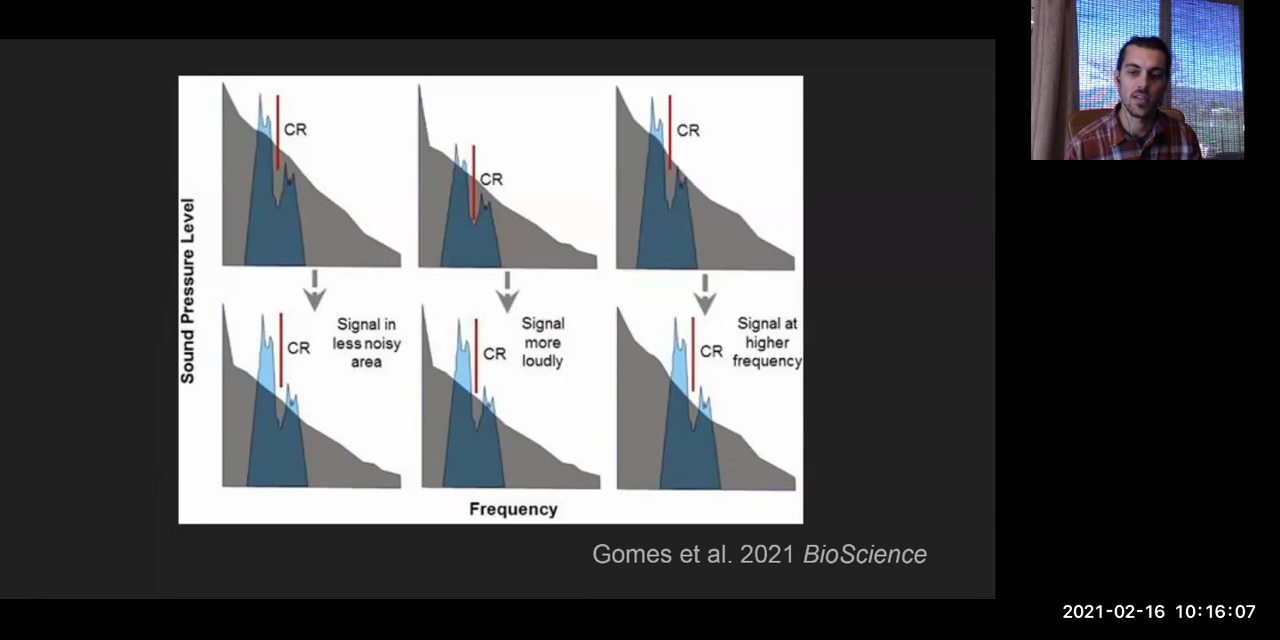 Sound Pressure Level
CR
CR
CR
Signal in
less noisy
area
CR
Signal
more
loudly
CR
Signal at
higher
frequency
CR
Frequency
Gomes et al. 2021 BioScience
2021-02-16 10:16:07